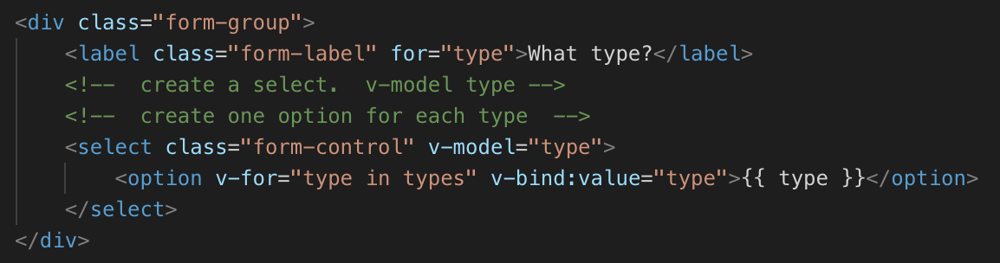 <div class="form-group">
<label class="form-label" for="type">What type?</label>
<!--  create a select.  v-model type -->
<!--  create one option for each type  -->
<select class="form-control" v-model="type">
<option v-for="type in types" v-bind:value="type">{{ type }}</option>
</select>
</div>